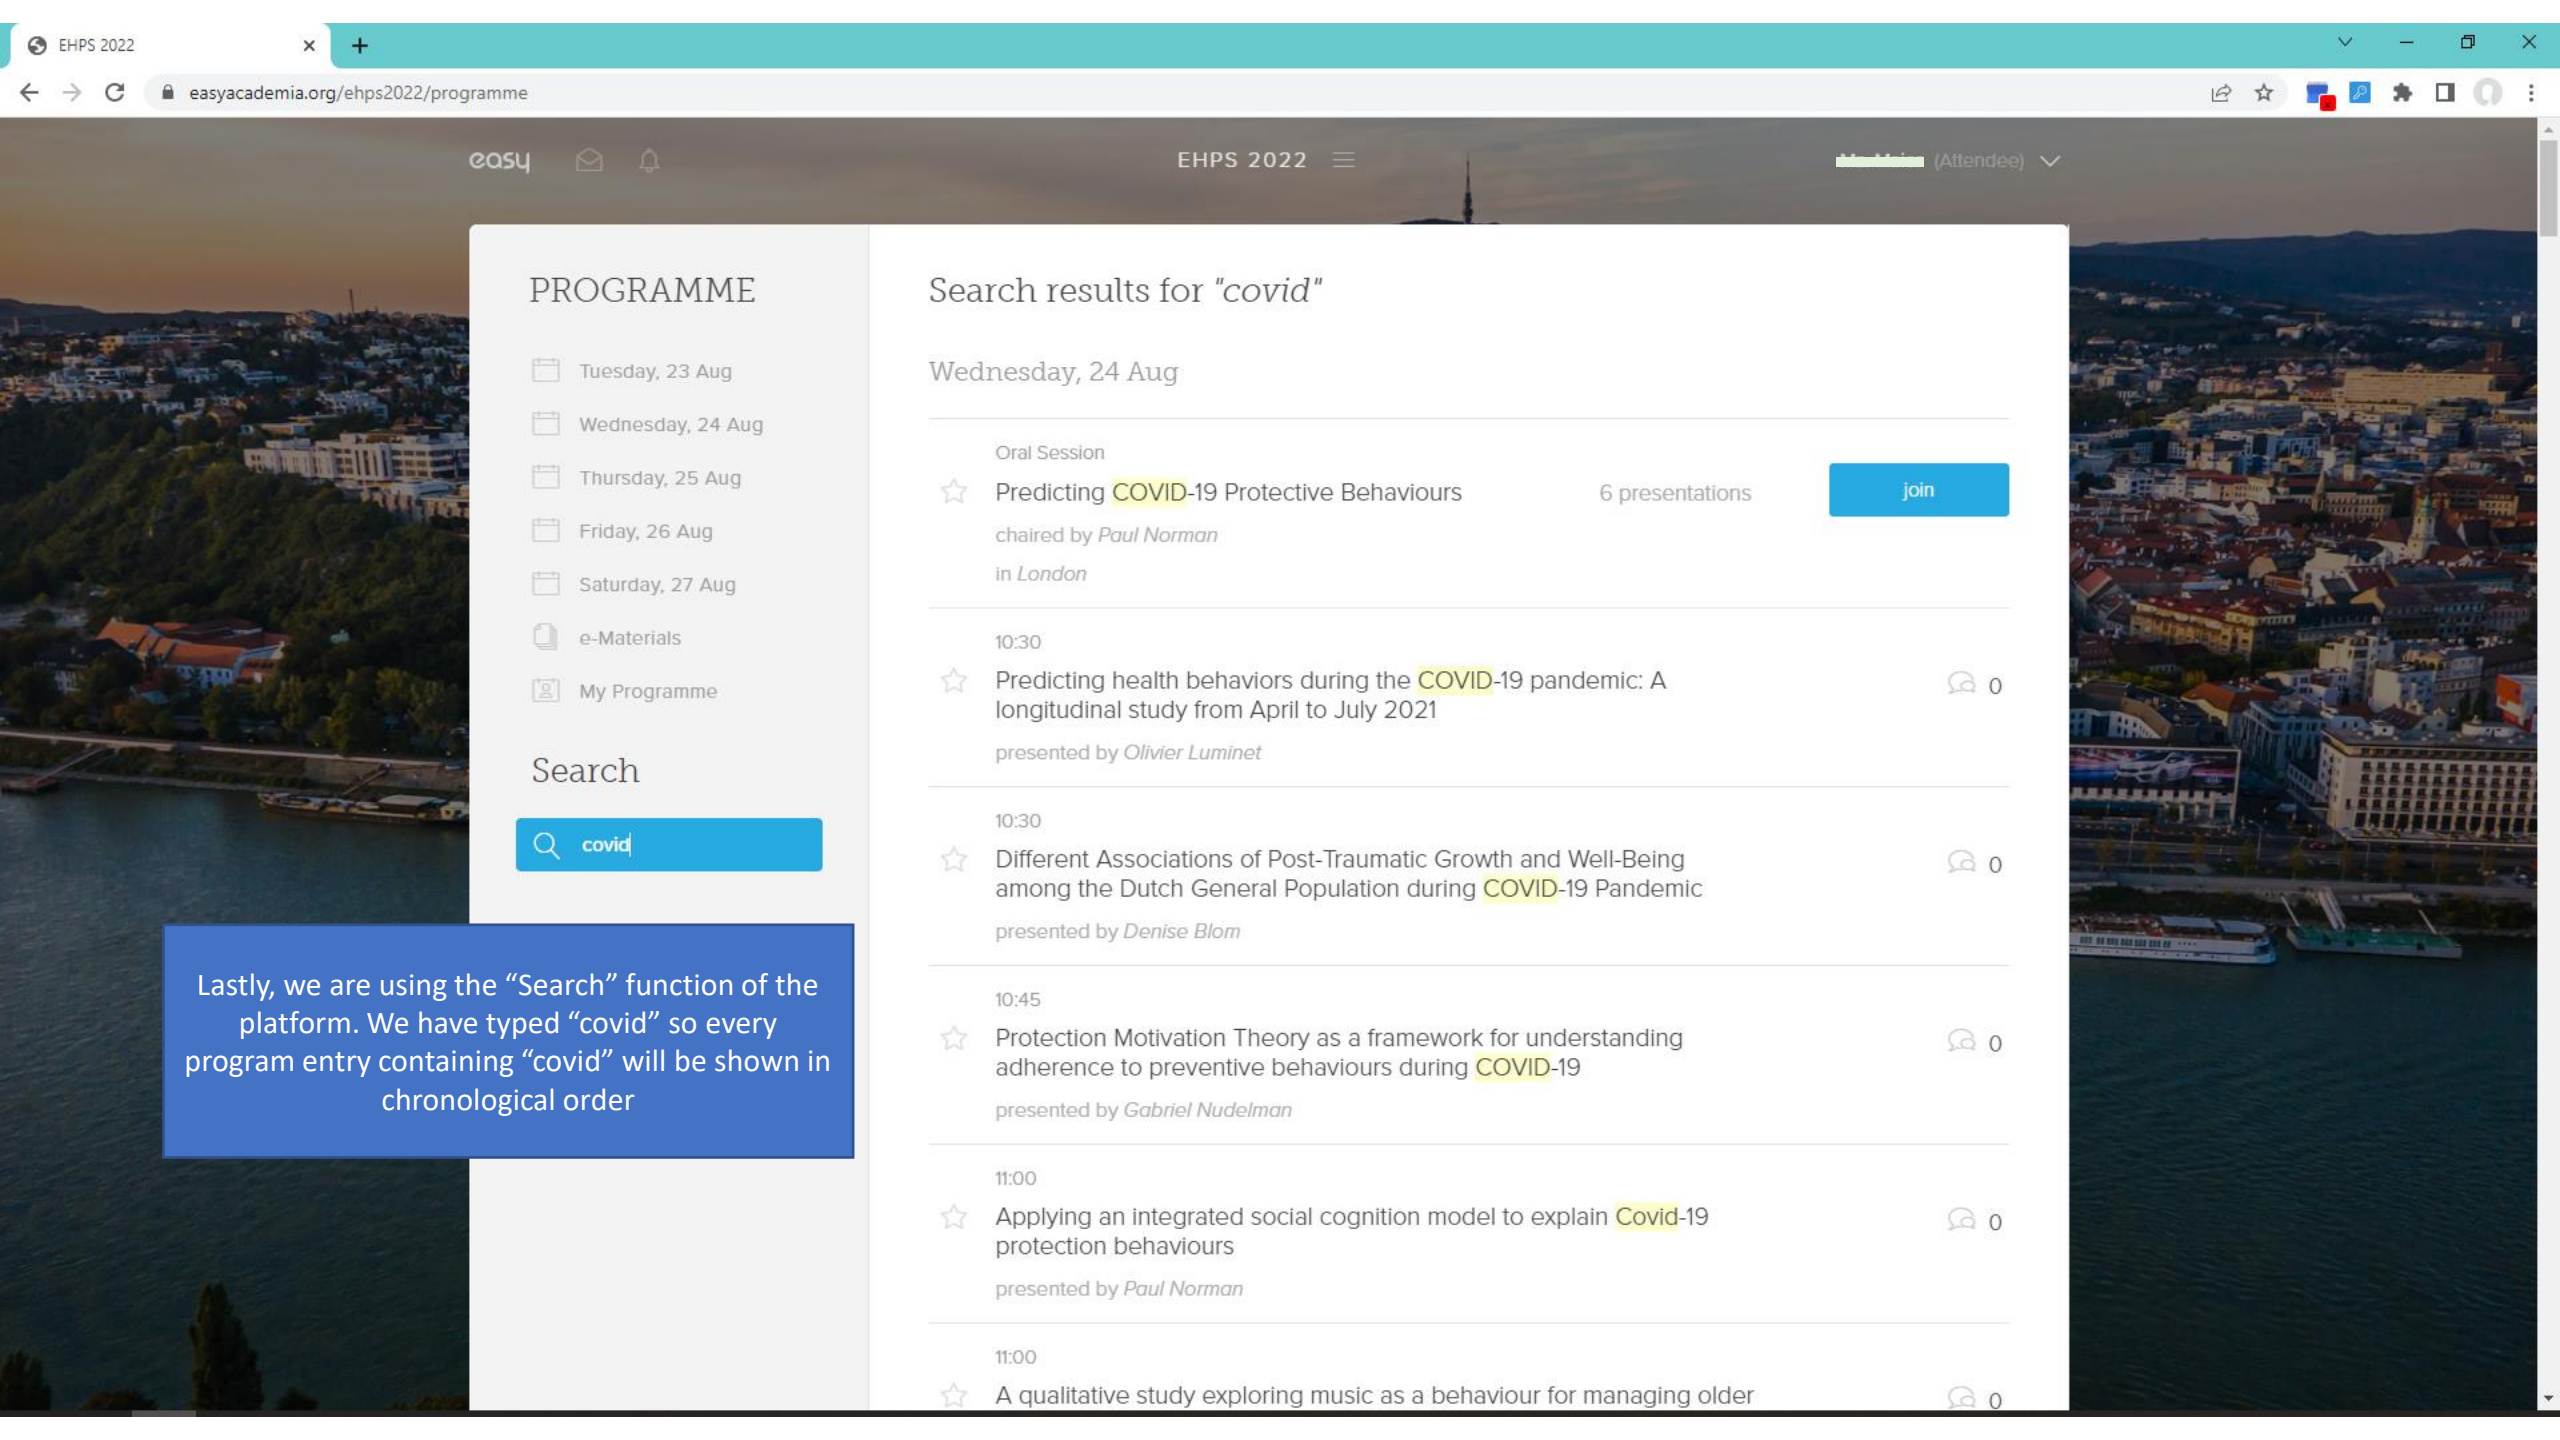 EHPS 2022
easyacademia.org/ehps2022/programme
easy
EHPS 2022
(Attendee)
PROGRAMME
Tuesday, 23 Aug
Wednesday, 24 Aug
Thursday, 25 Aug
Friday, 26 Aug
Saturday, 27 Aug
e-Materials
My Programme
Search
covid
Lastly, we are using the “Search” function of the
platform. We have typed “covid” so every
program entry containing “covid” will be shown in
chronological order
Search results for "covid"
Wednesday, 24 Aug
Oral Session
Predicting COVID-19 Protective Behaviours
6 presentations
join
chaired by Paul Norman
in London
10:30
Predicting health behaviors during the COVID-19 pandemic: A
longitudinal study from April to July 2021
0
presented by Olivier Luminet
10:30
Different Associations of Post-Traumatic Growth and Well-Being
among the Dutch General Population during COVID-19 Pandemic
0
presented by Denise Blom
10:45
Protection Motivation Theory as a framework for understanding
adherence to preventive behaviours during COVID-19
0
presented by Gabriel Nudelman
11:00
Applying an integrated social cognition model to explain Covid-19
protection behaviours
0
presented by Paul Norman
11:00
A qualitative study exploring music as a behaviour for managing older
0